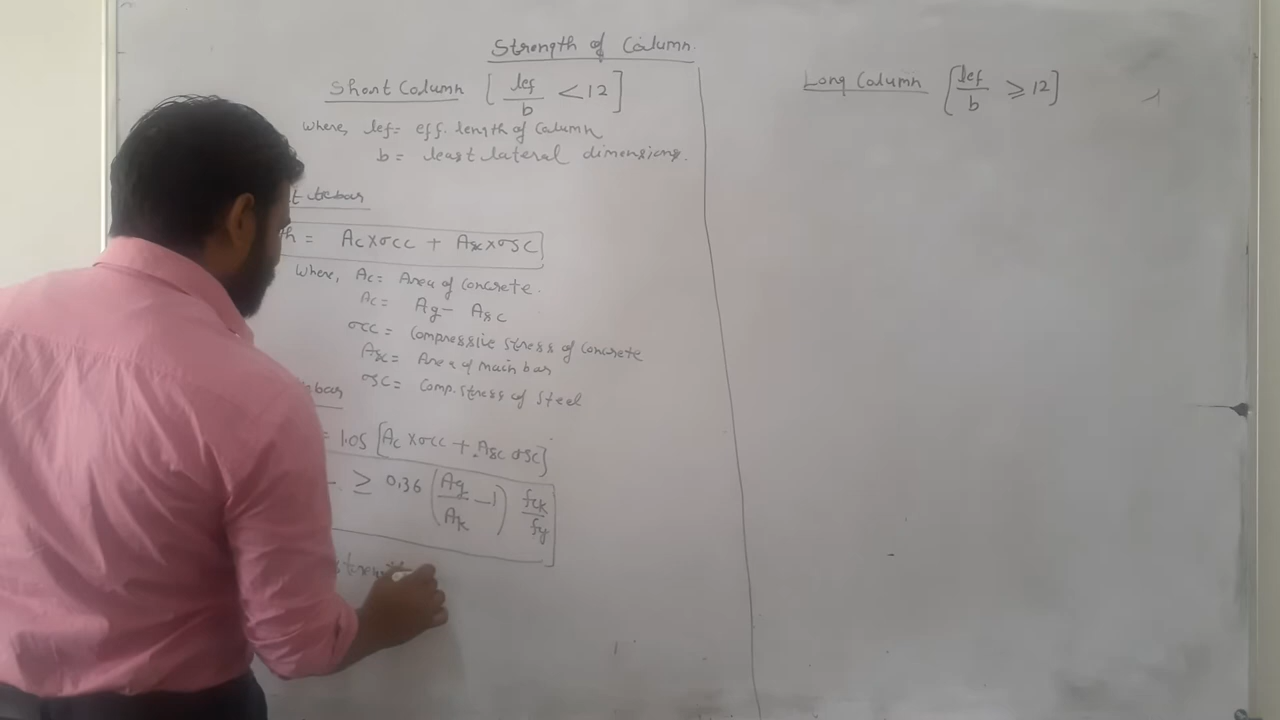 Strength of Column.
Short Column [lef/b < 12]
where, lef = eff. length of Column
b = least lateral dimensions.
= Ac×σcc + Asc×σsc
where, Ac = Area of Concrete.
Ac = Ag - Asc
σcc = Compressive stress of Concrete
Asc = Area of main bar
σsc = Comp. stress of Steel
= 1.05 [Ac×σcc + Asc σsc]
≥ 0.36 (Ag/Ak - 1) fck/fy
Long Column [lef/b ≥ 12]